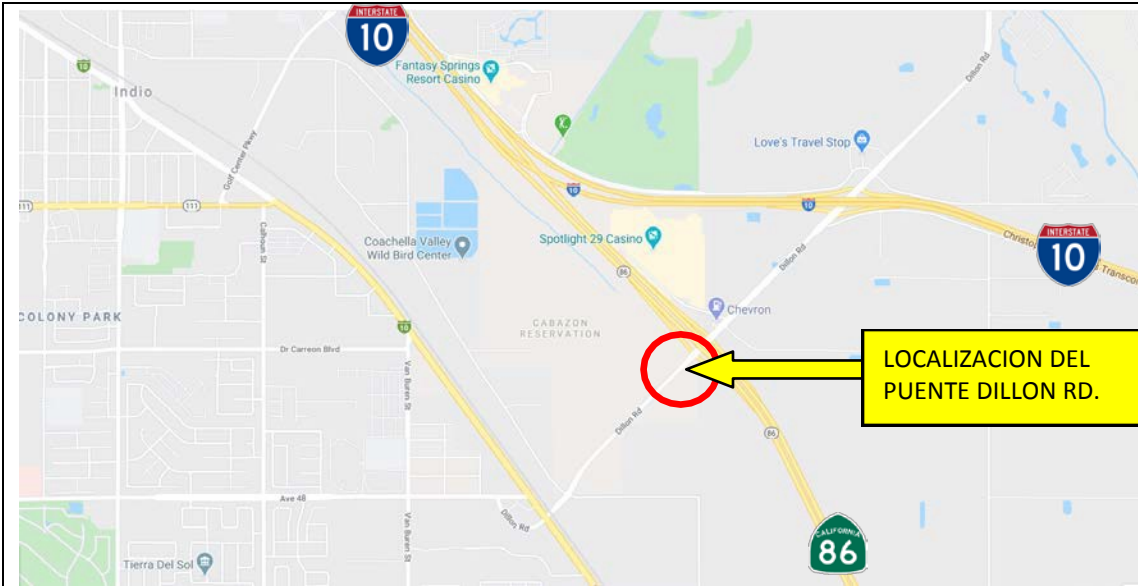 INTERSTATE
10
Fantasy Springs
Resort Casino
10
Indio
Dillon Rd
Golf Center Pkwy
Love's Travel Stop
10
10
111
111
Calhoun St
Coachella Valley
Wild Bird Center
Spotlight 29 Casino
Dillon Rd
INTERSTATE
10
86
Chevron
COLONY PARK
10
CABAZON
RESERVATION
Dr Carreon Blvd
Van Buren St
LOCALIZACION DEL
PUENTE DILLON RD.
Dillon Rd
86
Ave 48
Dillon Rd
Van Buren St
CALIFORNIA
86
Tierra Del Sol